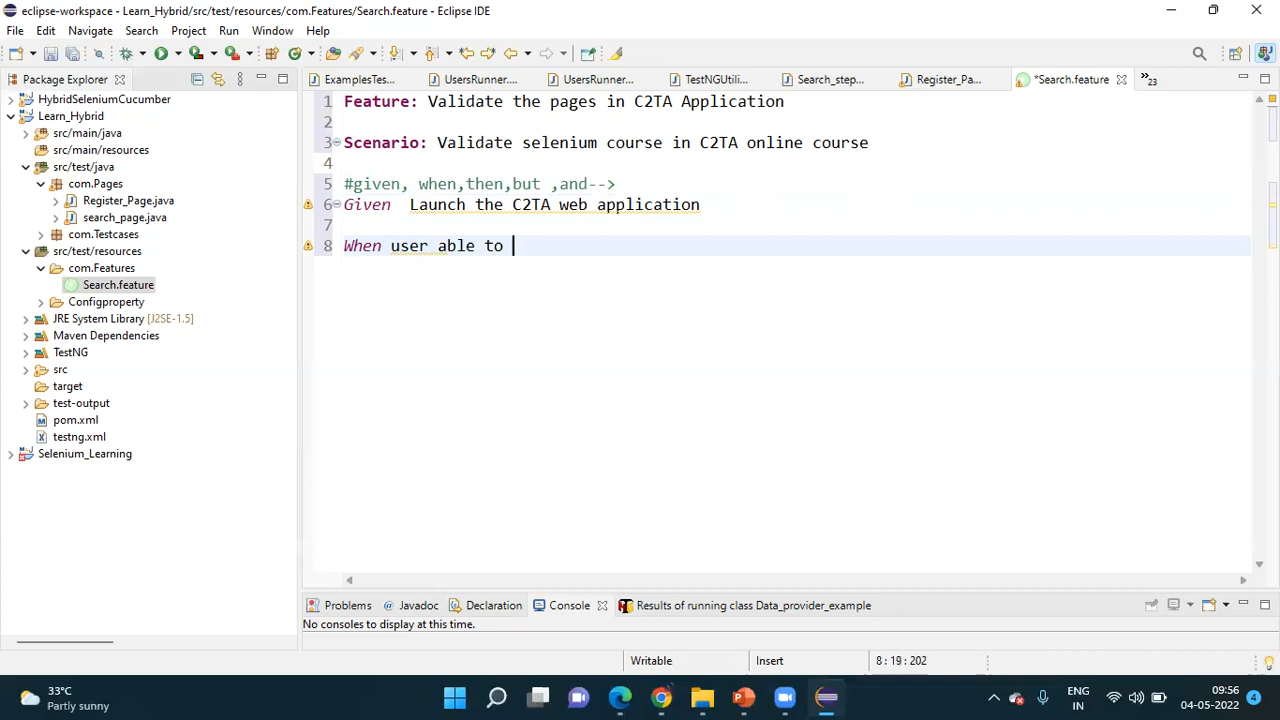 eclipse-workspace - Learn_Hybrid/src/test/resources/com.Features/Search.feature - Eclipse IDE
File Edit Navigate Search Project Run Window Help
Package Explorer
ExamplesTes...
UsersRunner....
UsersRunner...
TestNGUtili...
Search_step...
Register_Pa...
*Search.feature
»23
HybridSeleniumCucumber
Learn_Hybrid
src/main/java
src/main/resources
src/test/java
com.Pages
Register_Page.java
search_page.java
com.Testcases
src/test/resources
com.Features
Search.feature
Configproperty
JRE System Library [J2SE-1.5]
Maven Dependencies
TestNG
src
target
test-output
pom.xml
testng.xml
Selenium_Learning
1 Feature: Validate the pages in C2TA Application
2
3 Scenario: Validate selenium course in C2TA online course
4
5 #given, when,then,but ,and-->
6 Given  Launch the C2TA web application
7
8 When user able to
Problems
@ Javadoc
Declaration
Console
Results of running class Data_provider_example
No consoles to display at this time.
Writable
Insert
8 : 19 : 202
33°C
Partly sunny
ENG
IN
09:56
04-05-2022
4